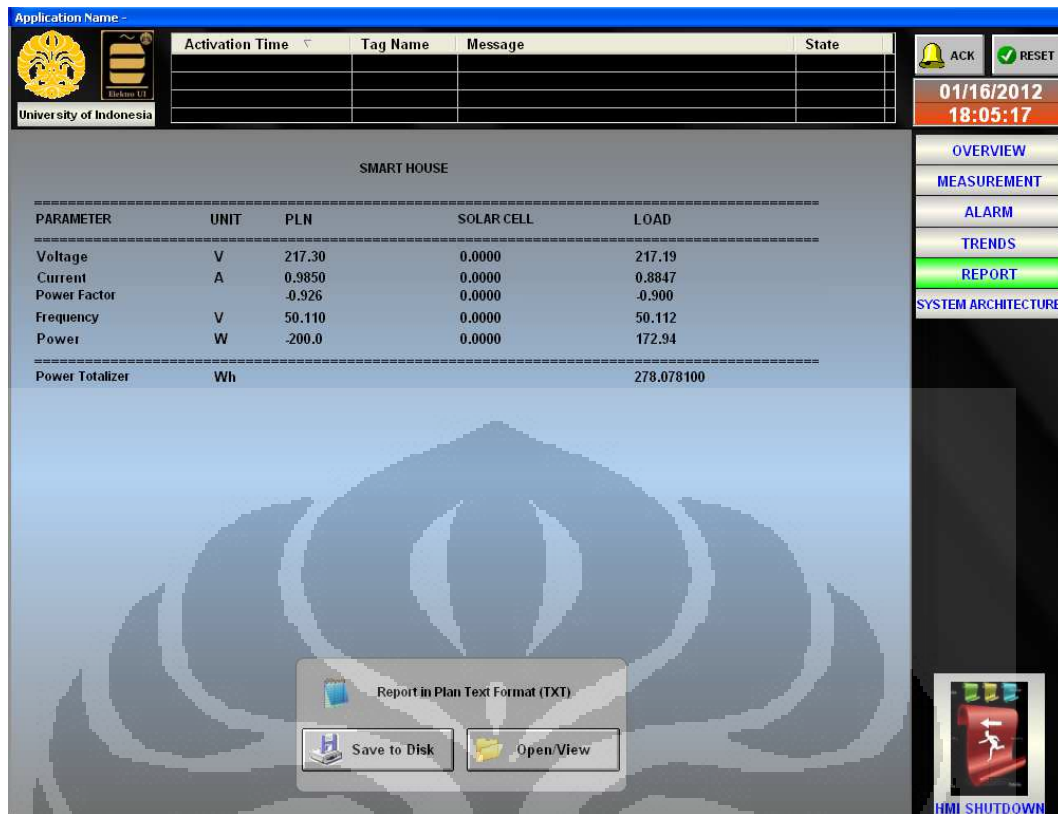 Application Name -
Activation Time Tag Name Message State
ACK RESET
Elektro UI
University of Indonesia
01/16/2012
18:05:17
OVERVIEW
MEASUREMENT
ALARM
TRENDS
REPORT
SYSTEM ARCHITECTURE
SMART HOUSE
PARAMETER UNIT PLN SOLAR CELL LOAD
Voltage V 217.30 0.0000 217.19
Current A 0.9850 0.0000 0.8847
Power Factor -0.926 0.0000 -0.900
Frequency V 50.110 0.0000 50.112
Power W -200.0 0.0000 172.94
Power Totalizer Wh 278.078100
Report in Plan Text Format (TXT)
Save to Disk Open/View
HMI SHUTDOWN